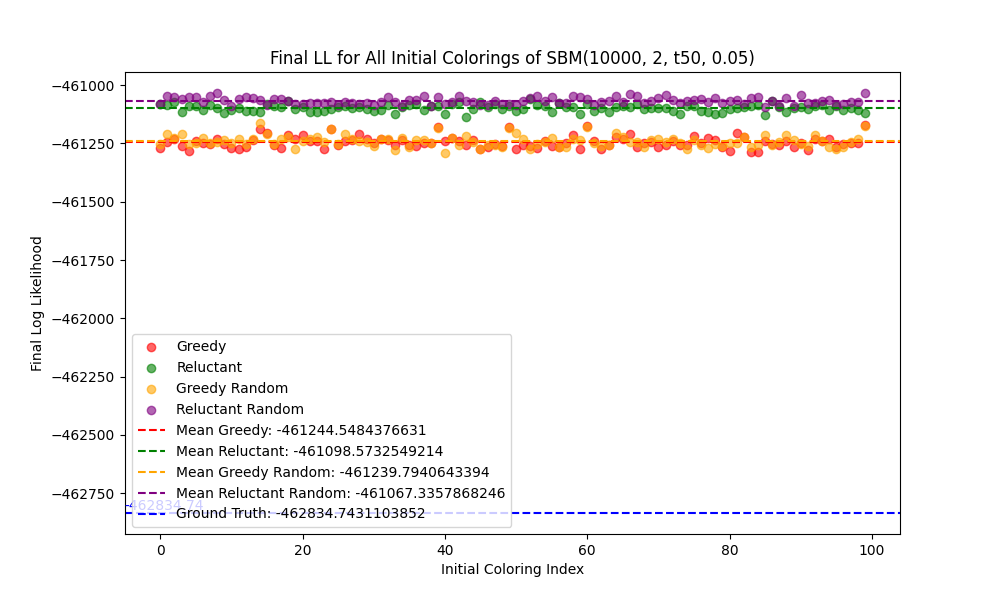 Final LL for All Initial Colorings of SBM(10000, 2, t50, 0.05)
Final Log Likelihood
−461000
−461250
−461500
−461750
−462000
−462250
−462500
−462750
Greedy
Reluctant
Greedy Random
Reluctant Random
Mean Greedy: -461244.5484376631
Mean Reluctant: -461098.5732549214
Mean Greedy Random: -461239.7940643394
Mean Reluctant Random: -461067.3357868246
Ground Truth: -462834.7431103852
-462834.74
0 20 40 60 80 100
Initial Coloring Index